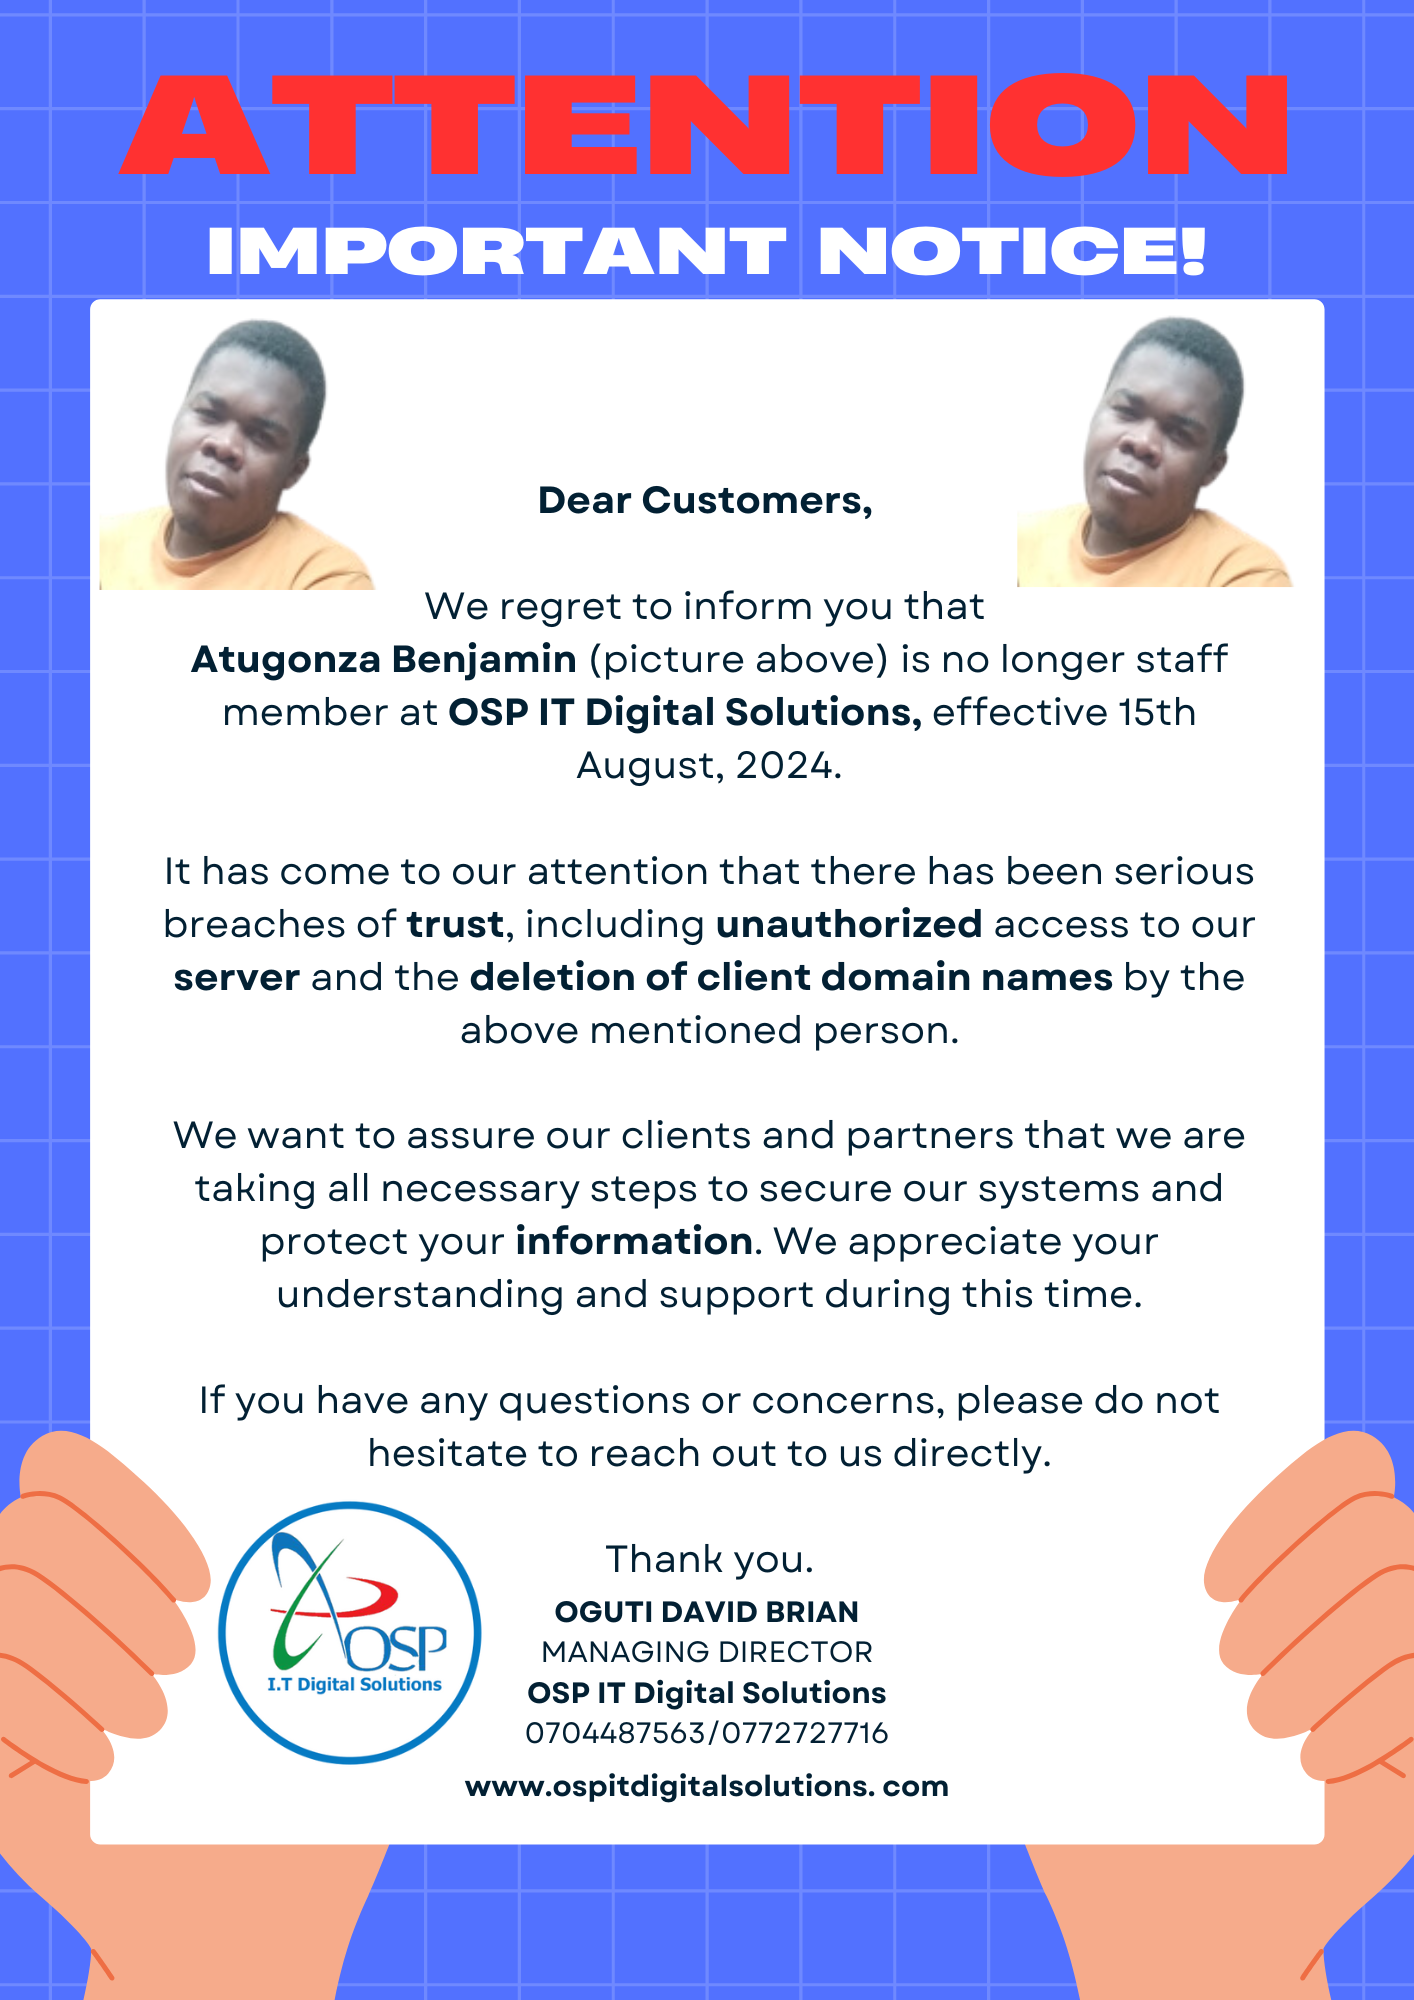 ATTENTION
IMPORTANT NOTICE!
Dear Customers,
We regret to inform you that
Atugonza Benjamin (picture above) is no longer staff
member at OSP IT Digital Solutions, effective 15th
August, 2024.
It has come to our attention that there has been serious
breaches of trust, including unauthorized access to our
server and the deletion of client domain names by the
above mentioned person.
We want to assure our clients and partners that we are
taking all necessary steps to secure our systems and
protect your information. We appreciate your
understanding and support during this time.
If you have any questions or concerns, please do not
hesitate to reach out to us directly.
Thank you.
OGUTI DAVID BRIAN
MANAGING DIRECTOR
OSP IT Digital Solutions
0704487563/0772727716
www.ospitdigitalsolutions. com
OSP
I.T Digital Solutions